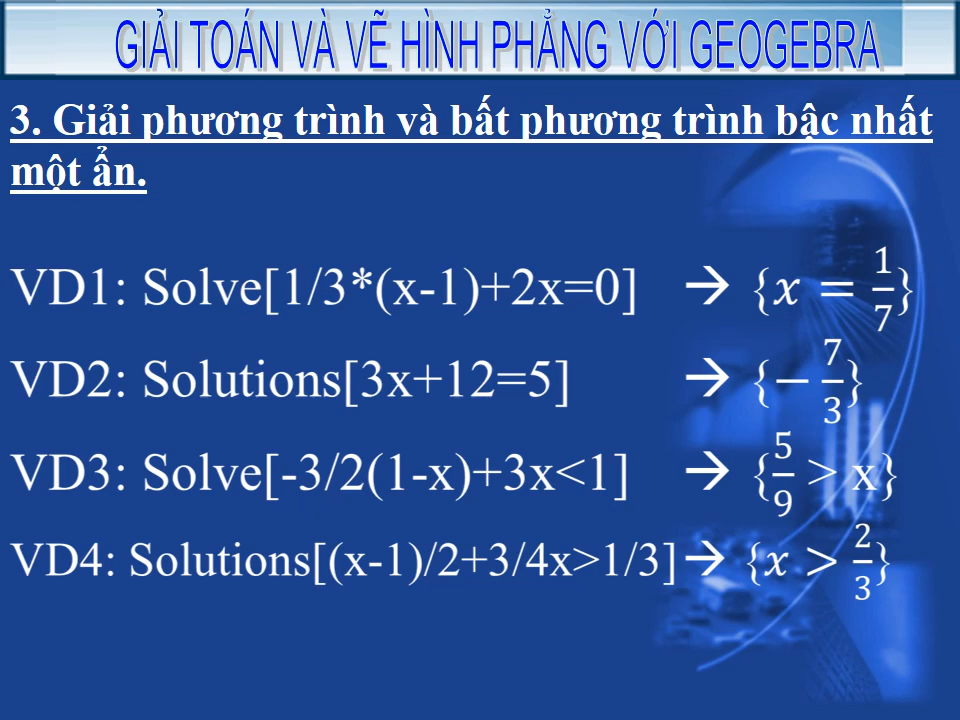 GIẢI TOÁN VÀ VẼ HÌNH PHẲNG VỚI GEOGEBRA
3. Giải phương trình và bất phương trình bậc nhất
một ẩn.
VD1: Solve[1/3*(x-1)+2x=0] → {x = 1/7}
VD2: Solutions[3x+12=5] → {− 7/3}
VD3: Solve[-3/2(1-x)+3x<1] → {5/9 > x}
VD4: Solutions[(x-1)/2+3/4x>1/3] → {x > 2/3}